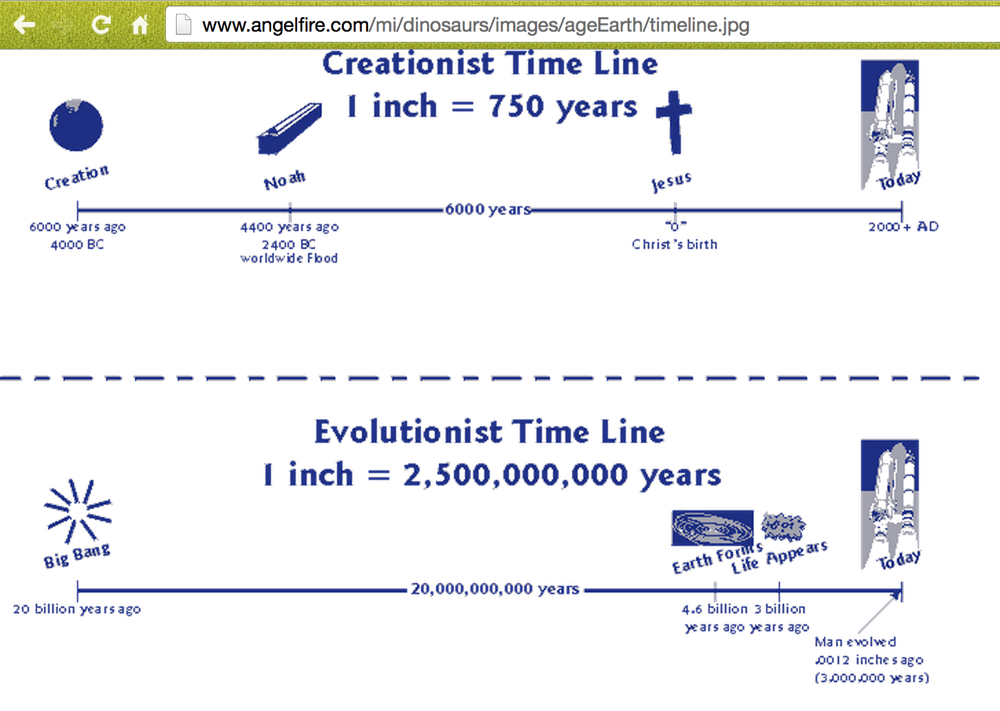 www.angelfire.com/mi/dinosaurs/images/ageEarth/timeline.jpg
Creationist Time Line
1 inch = 750 years
Creation
Noah
Jesus
Today
6000 years
6000 years ago
4000 BC
4400 years ago
2400 BC
worldwide Flood
"0"
Christ's birth
2000+ AD
Evolutionist Time Line
1 inch = 2,500,000,000 years
Big Bang
Earth Forms
Life Appears
Today
20,000,000,000 years
20 billion years ago
4.6 billion
years ago
3 billion
years ago
Man evolved
.0012 inches ago
(3,000,000 years)